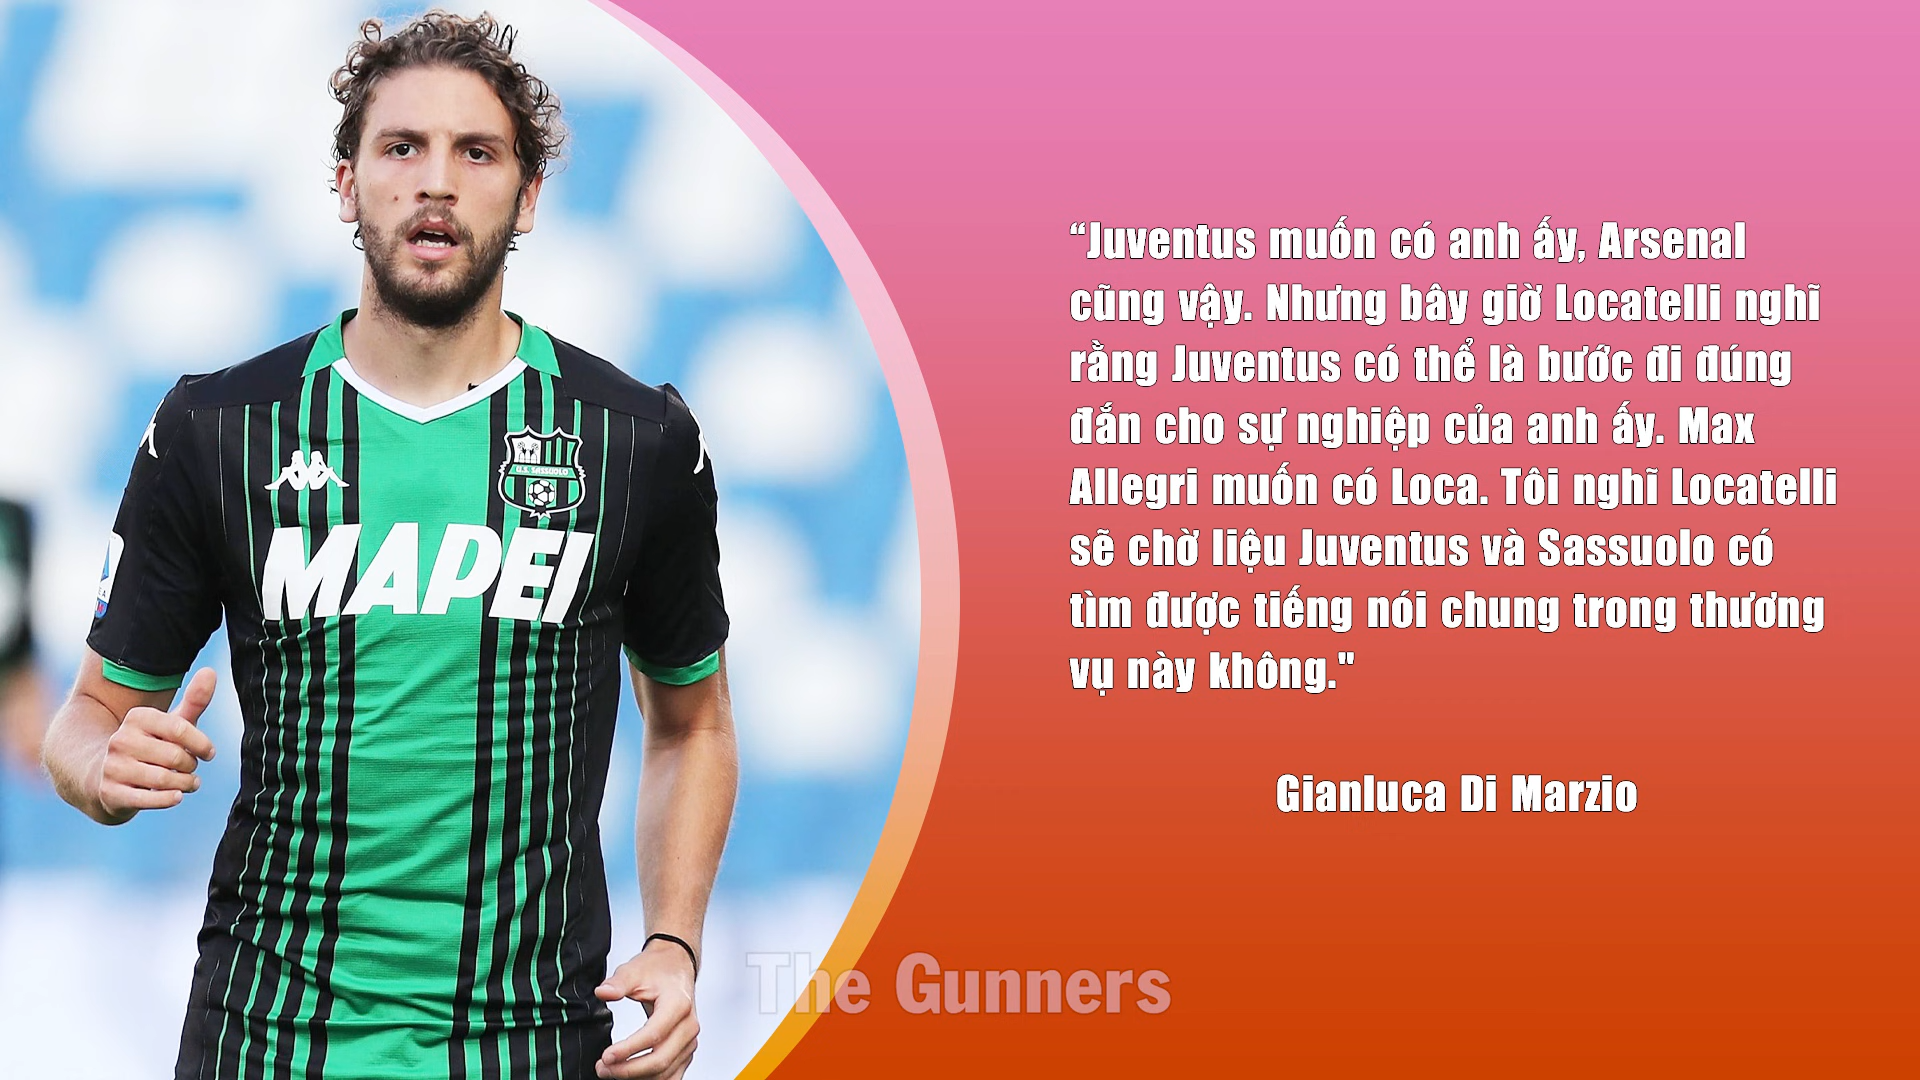 “Juventus muốn có anh ấy, Arsenal
cũng vậy. Nhưng bây giờ Locatelli nghĩ
rằng Juventus có thể là bước đi đúng
đắn cho sự nghiệp của anh ấy. Max
Allegri muốn có Loca. Tôi nghĩ Locatelli
sẽ chờ liệu Juventus và Sassuolo có
tìm được tiếng nói chung trong thương
vụ này không."
Gianluca Di Marzio
U.S. SASSUOLO
MAPEI
The Gunners